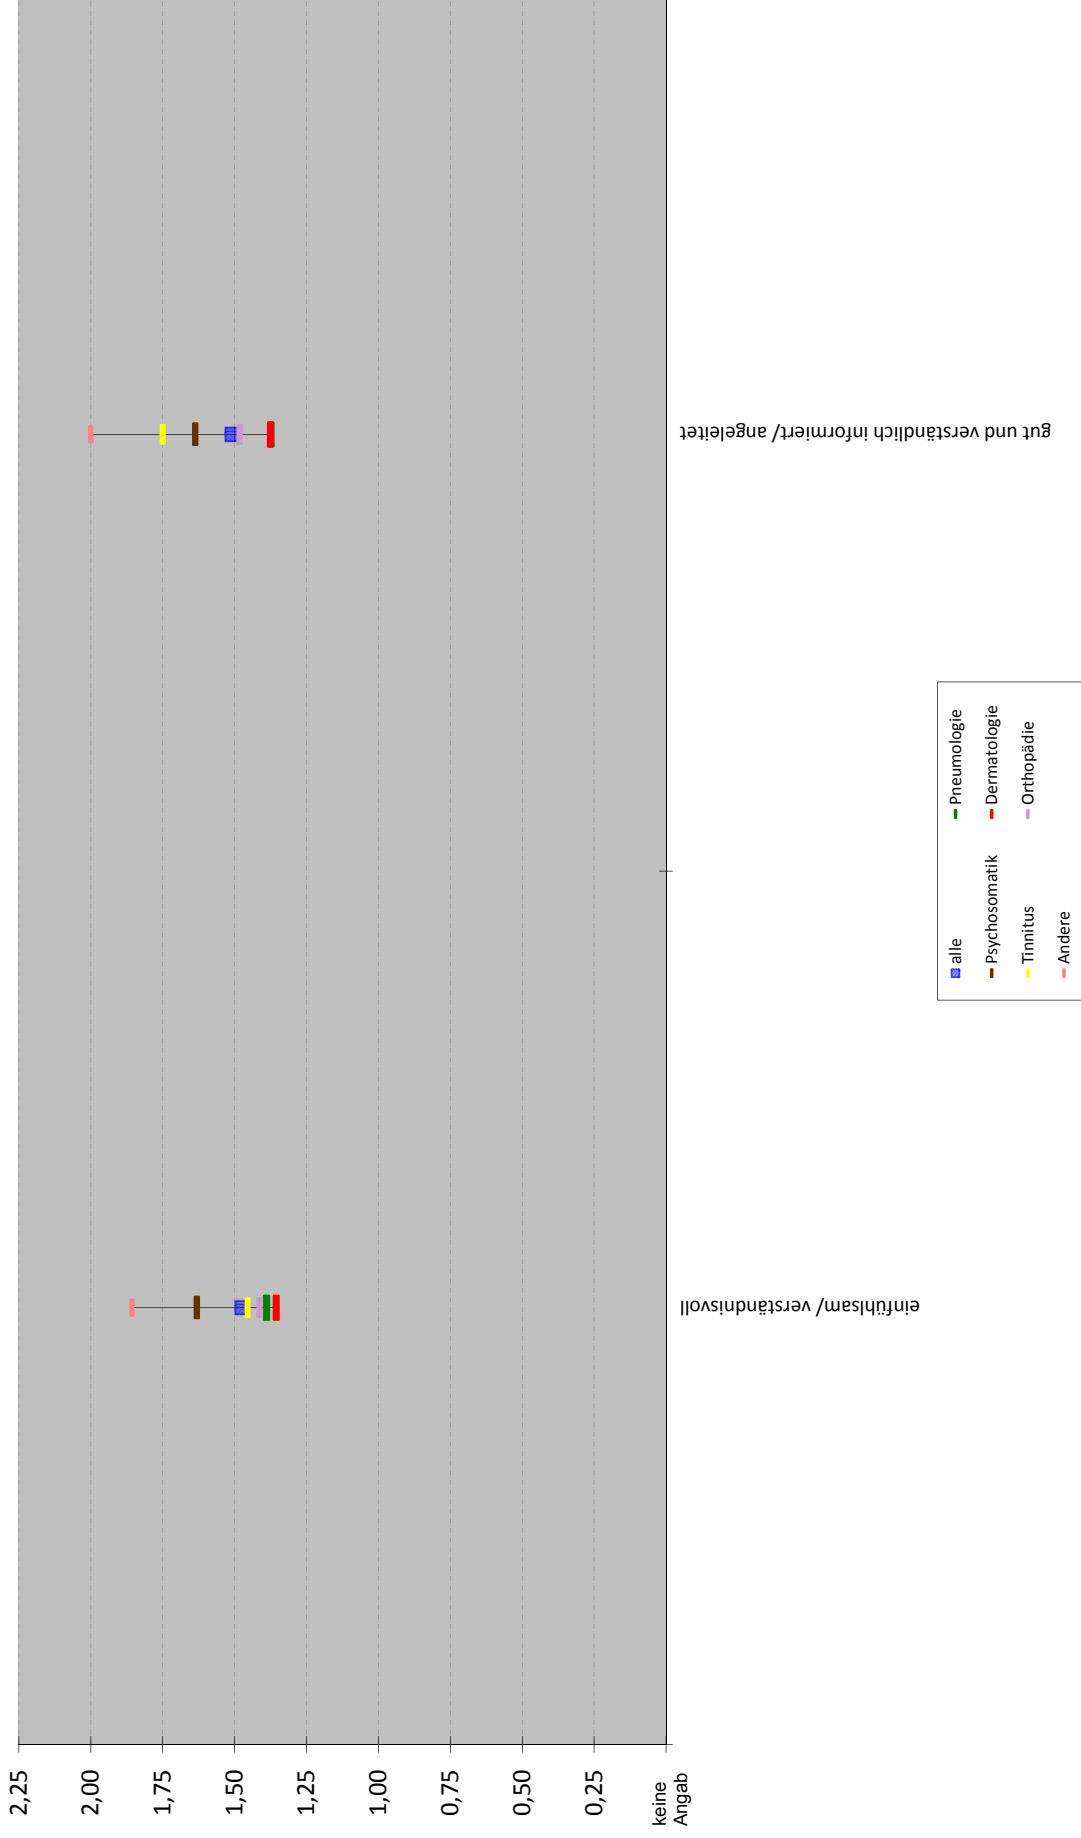 2,25
2,00
1,75
1,50
1,25
1,00
0,75
0,50
0,25
keine
Angab
einfühlsam/ verständnisvoll
gut und verständlich informiert/ angeleitet
alle
Pneumologie
Psychosomatik
Dermatologie
Tinnitus
Orthopädie
Andere